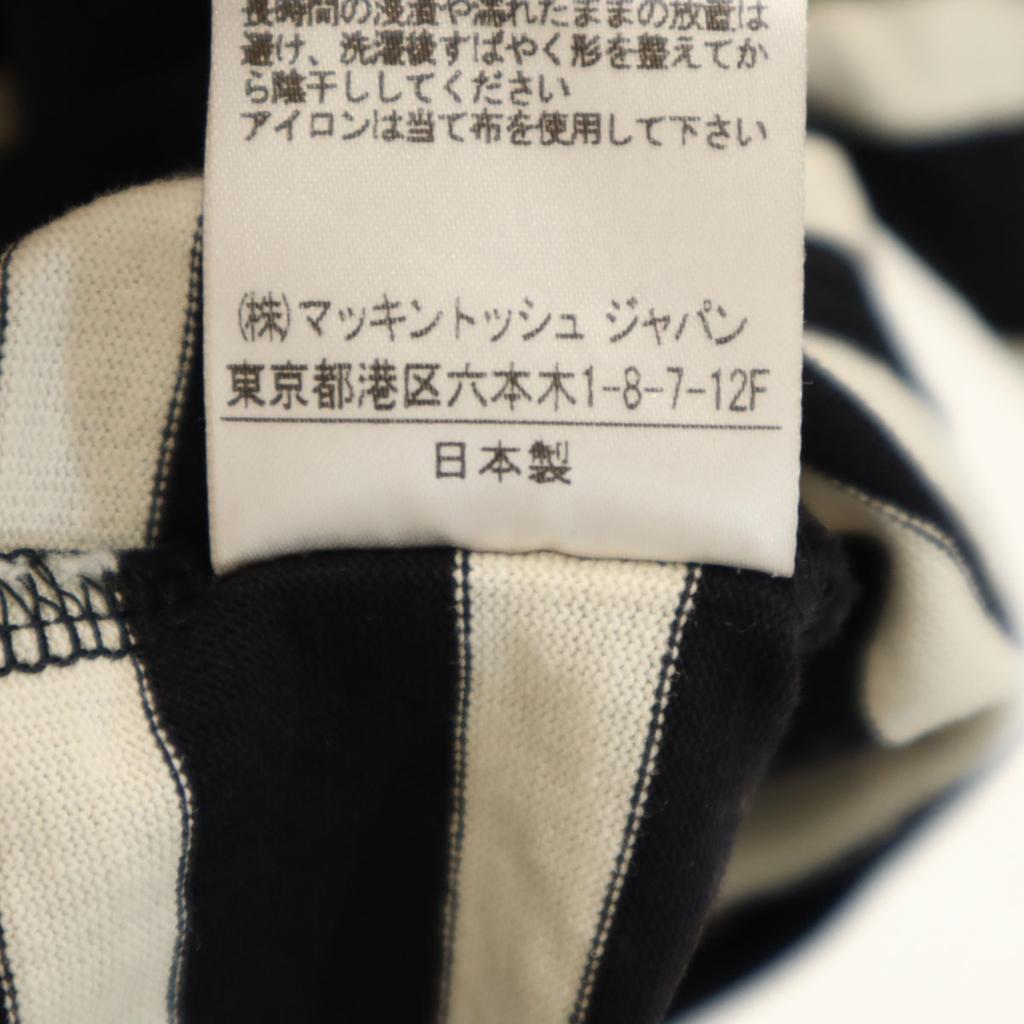 長時間の浸漬や濡れたままの放置は
避け、洗濯後すばやく形を整えてか
ら陰干ししてください
アイロンは当て布を使用して下さい
㈱マッキントッシュ ジャパン
東京都港区六本木1-8-7-12F
日本製